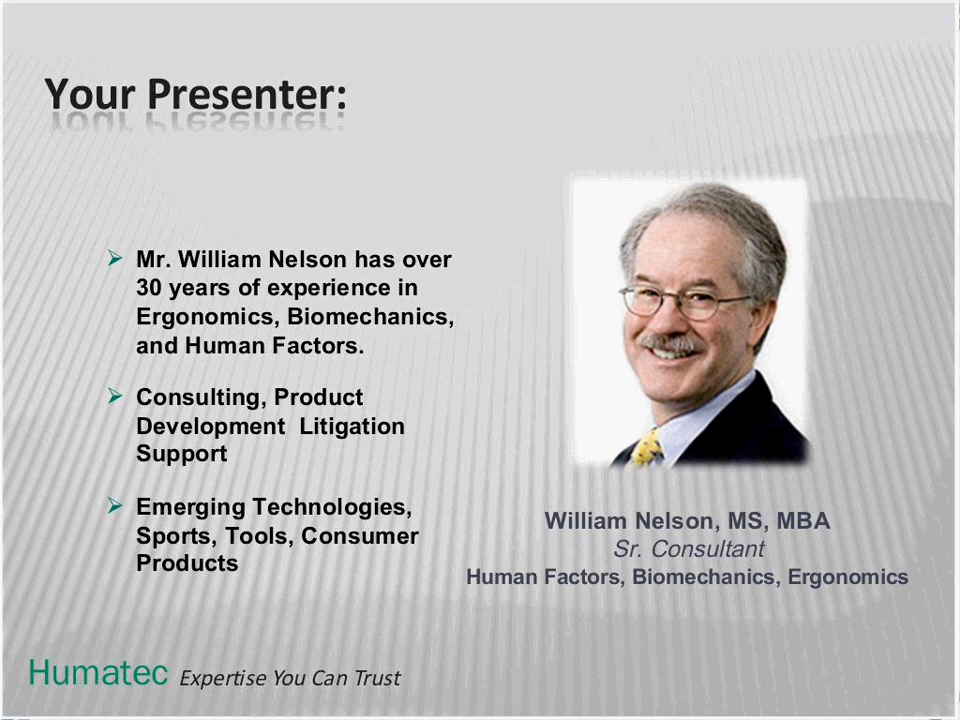 Your Presenter:
Mr. William Nelson has over
30 years of experience in
Ergonomics, Biomechanics,
and Human Factors.
Consulting, Product
Development  Litigation
Support
Emerging Technologies,
Sports, Tools, Consumer
Products
William Nelson, MS, MBA
Sr. Consultant
Human Factors, Biomechanics, Ergonomics
Humatec Expertise You Can Trust